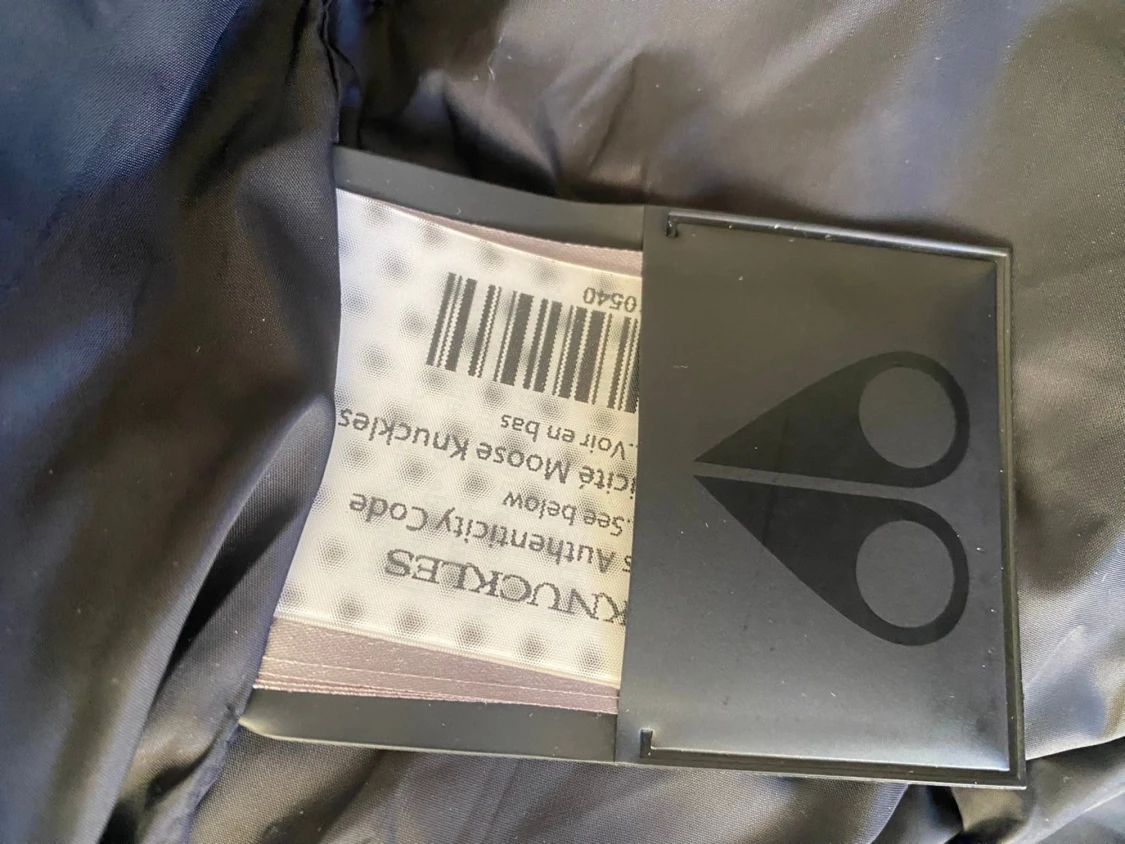 KNUCKLES
s Authenticity Code
..See below
icité Moose Knuckles
..Voir en bas
0540